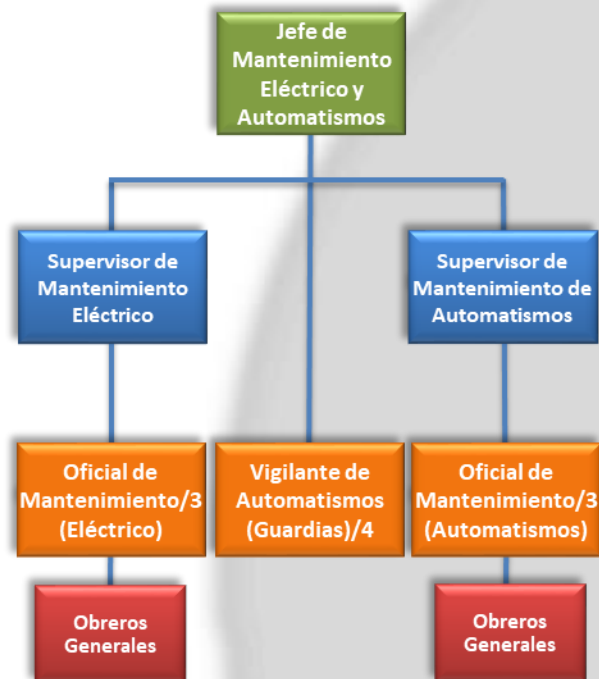 Jefe de
Mantenimiento
Eléctrico y
Automatismos
Supervisor de
Mantenimiento
Eléctrico
Supervisor de
Mantenimiento de
Automatismos
Oficial de
Mantenimiento/3
(Eléctrico)
Vigilante de
Automatismos
(Guardias)/4
Oficial de
Mantenimiento/3
(Automatismos)
Obreros
Generales
Obreros
Generales